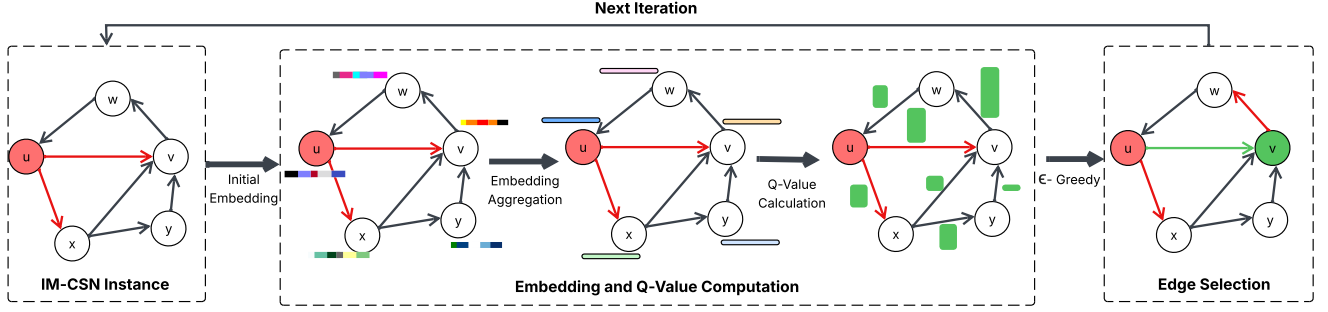 Next Iteration
w
u
v
x
y
IM-CSN Instance
Initial
Embedding
w
u
v
x
y
Embedding
Aggregation
w
u
v
x
y
Q-Value
Calculation
w
u
v
x
y
Embedding and Q-Value Computation
Є- Greedy
w
u
v
x
y
Edge Selection